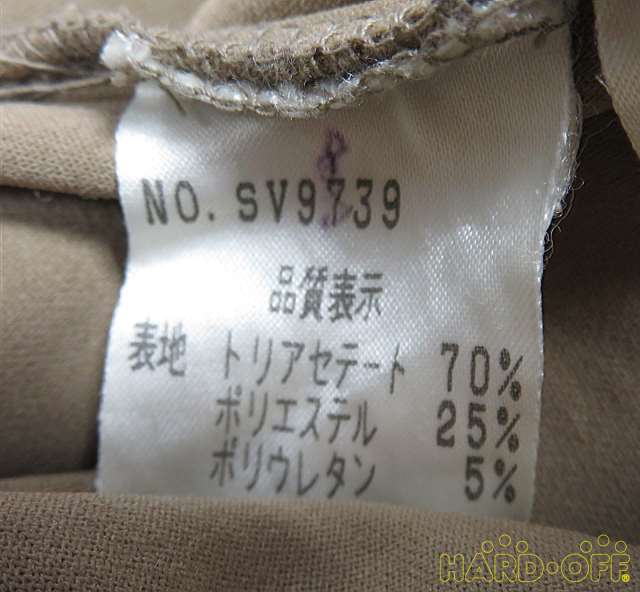 8
NO. SV9739
品質表示
表地 トリアセテート 70%
ポリエステル 25%
ポリウレタン 5%
HARD・OFF